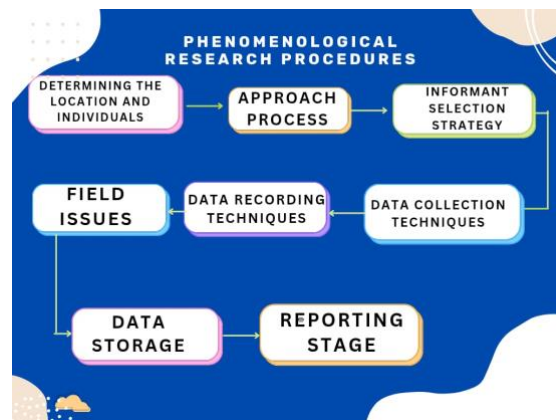 PHENOMENOLOGICAL
RESEARCH PROCEDURES
DETERMINING THE
LOCATION AND
INDIVIDUALS
APPROACH
PROCESS
INFORMANT
SELECTION
STRATEGY
DATA COLLECTION
TECHNIQUES
DATA RECORDING
TECHNIQUES
FIELD
ISSUES
DATA
STORAGE
REPORTING
STAGE